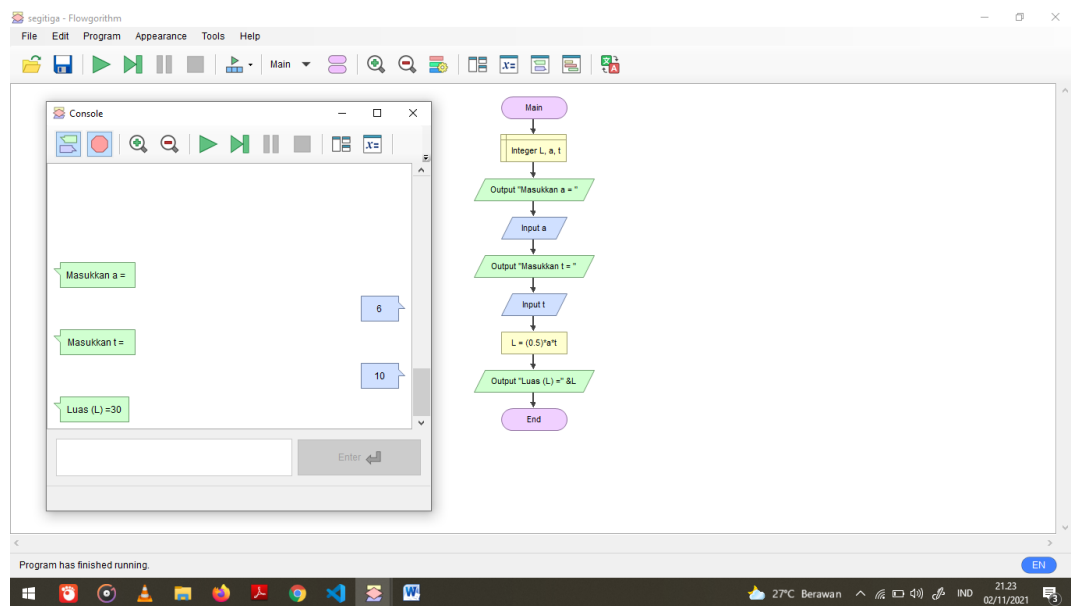 segitiga - Flowgorithm
File Edit Program Appearance Tools Help
Main
X=
Console
X=
Masukkan a =
6
Masukkan t =
10
Luas (L) =30
Enter
Main
Integer L, a, t
Output "Masukkan a = "
Input a
Output "Masukkan t = "
Input t
L = (0.5)*a*t
Output "Luas (L) =" &L
End
Program has finished running.
EN
27°C Berawan
IND
21.23
02/11/2021
3